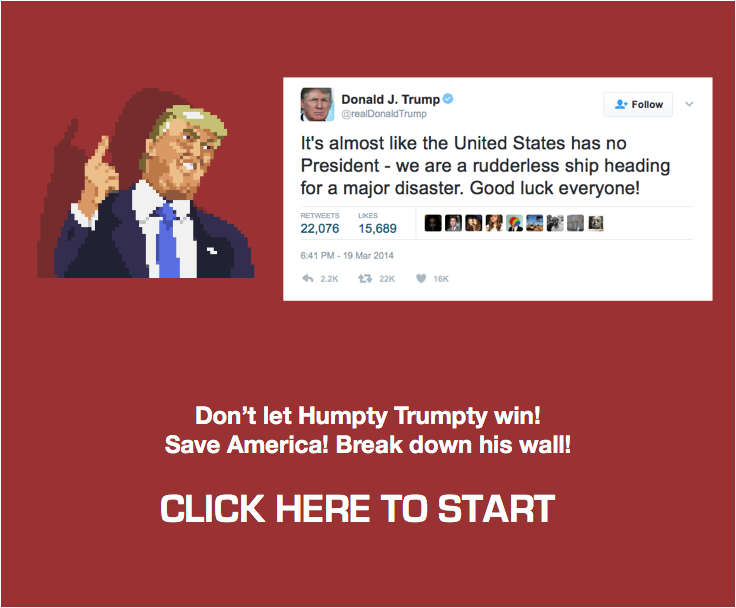 Donald J. Trump
@realDonaldTrump
Follow
It's almost like the United States has no
President - we are a rudderless ship heading
for a major disaster. Good luck everyone!
RETWEETS LIKES
22,076 15,689
6:41 PM - 19 Mar 2014
2.2K 22K 16K
Don't let Humpty Trumpty win!
Save America! Break down his wall!
CLICK HERE TO START